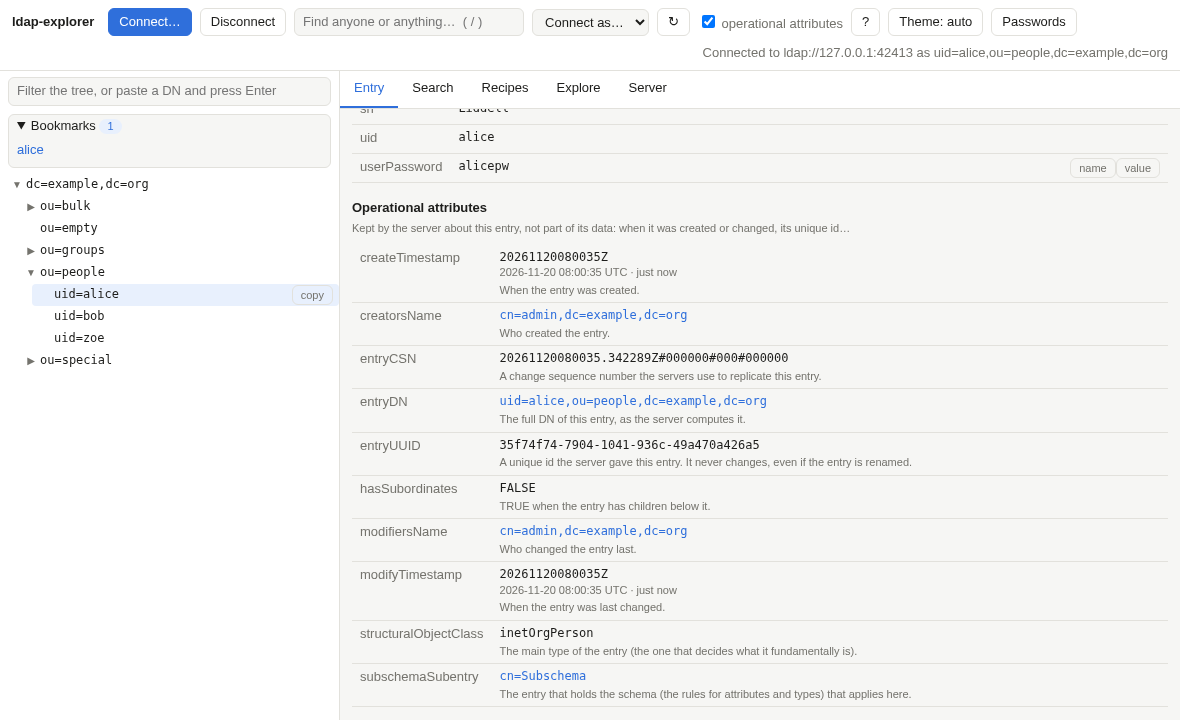 ldap-explorer Connect… Disconnect Find anyone or anything… ( / ) Connect as… ↻ operational attributes ? Theme: auto Passwords
Connected to ldap://127.0.0.1:42413 as uid=alice,ou=people,dc=example,dc=org
Filter the tree, or paste a DN and press Enter
▼ Bookmarks 1
alice
▼ dc=example,dc=org
▶ ou=bulk
ou=empty
▶ ou=groups
▼ ou=people
uid=alice copy
uid=bob
uid=zoe
▶ ou=special
Entry Search Recipes Explore Server
sn Liddell
uid alice
userPassword alicepw name value
Operational attributes
Kept by the server about this entry, not part of its data: when it was created or changed, its unique id…
createTimestamp 20261120080035Z
2026-11-20 08:00:35 UTC · just now
When the entry was created.
creatorsName cn=admin,dc=example,dc=org
Who created the entry.
entryCSN 20261120080035.342289Z#000000#000#000000
A change sequence number the servers use to replicate this entry.
entryDN uid=alice,ou=people,dc=example,dc=org
The full DN of this entry, as the server computes it.
entryUUID 35f74f74-7904-1041-936c-49a470a426a5
A unique id the server gave this entry. It never changes, even if the entry is renamed.
hasSubordinates FALSE
TRUE when the entry has children below it.
modifiersName cn=admin,dc=example,dc=org
Who changed the entry last.
modifyTimestamp 20261120080035Z
2026-11-20 08:00:35 UTC · just now
When the entry was last changed.
structuralObjectClass inetOrgPerson
The main type of the entry (the one that decides what it fundamentally is).
subschemaSubentry cn=Subschema
The entry that holds the schema (the rules for attributes and types) that applies here.